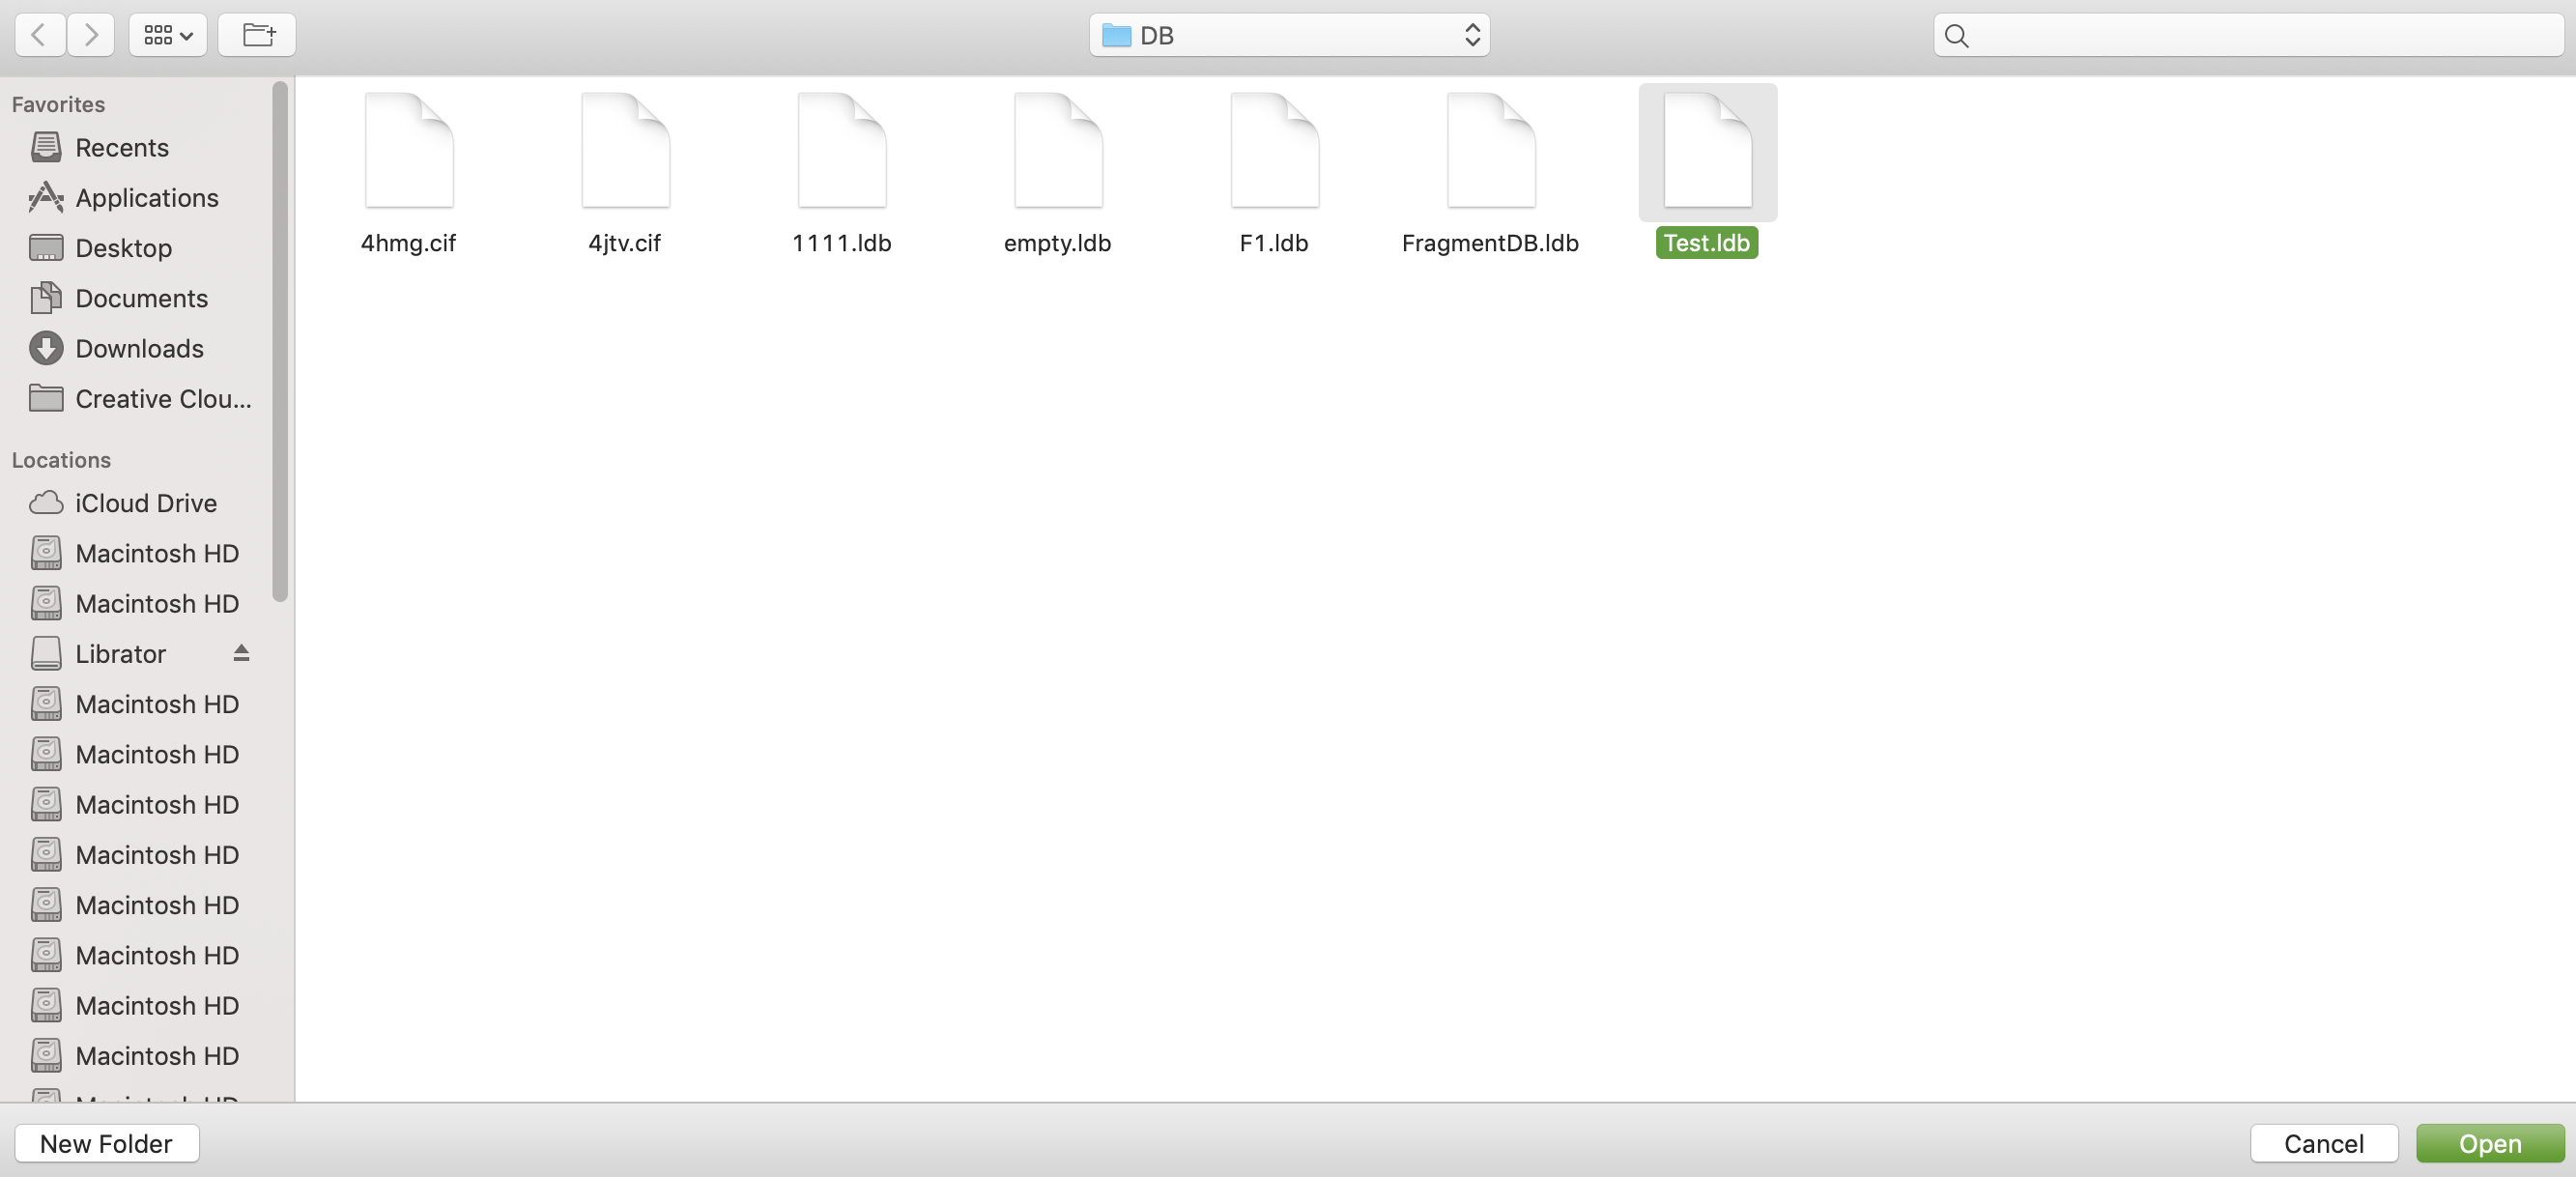 DB
Favorites
Recents
Applications
Desktop
Documents
Downloads
Creative Clou...
Locations
iCloud Drive
Macintosh HD
Macintosh HD
Librator
Macintosh HD
Macintosh HD
Macintosh HD
Macintosh HD
Macintosh HD
Macintosh HD
Macintosh HD
Macintosh HD
4hmg.cif
4jtv.cif
1111.ldb
empty.ldb
F1.ldb
FragmentDB.ldb
Test.ldb
New Folder
Cancel
Open